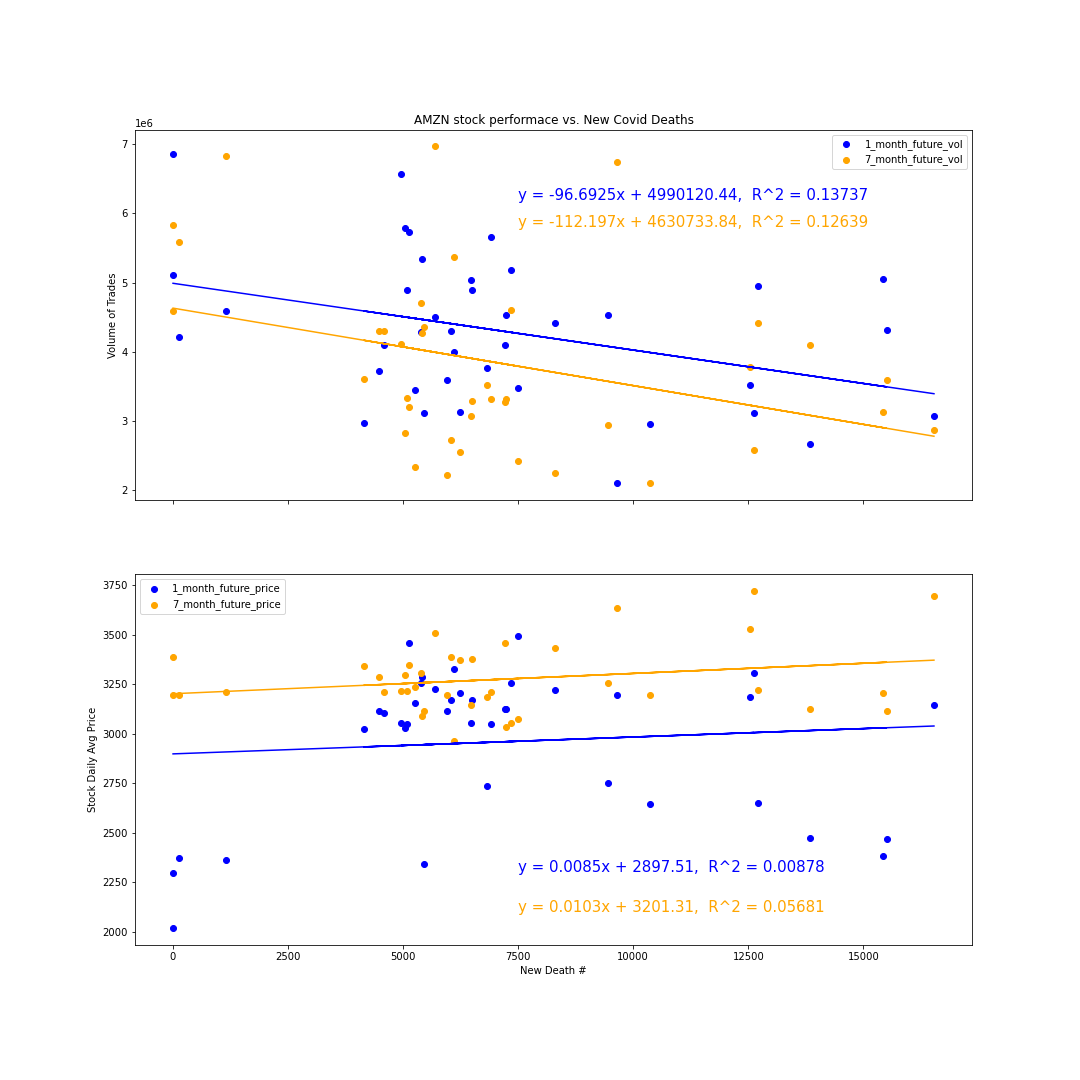 AMZN stock performace vs. New Covid Deaths
1e6
7
6
5
4
3
2
Volume of Trades
1_month_future_vol
7_month_future_vol
y = -96.6925x + 4990120.44,  R^2 = 0.13737
y = -112.197x + 4630733.84,  R^2 = 0.12639
1_month_future_price
7_month_future_price
3750
3500
3250
3000
2750
2500
2250
2000
Stock Daily Avg Price
y = 0.0085x + 2897.51,  R^2 = 0.00878
y = 0.0103x + 3201.31,  R^2 = 0.05681
0 2500 5000 7500 10000 12500 15000
New Death #